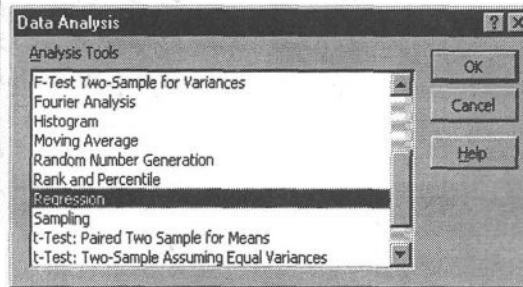 Data Analysis
Analysis Tools
F-Test Two-Sample for Variances
Fourier Analysis
Histogram
Moving Average
Random Number Generation
Rank and Percentile
Regression
Sampling
t-Test: Paired Two Sample for Means
t-Test: Two-Sample Assuming Equal Variances
OK
Cancel
Help